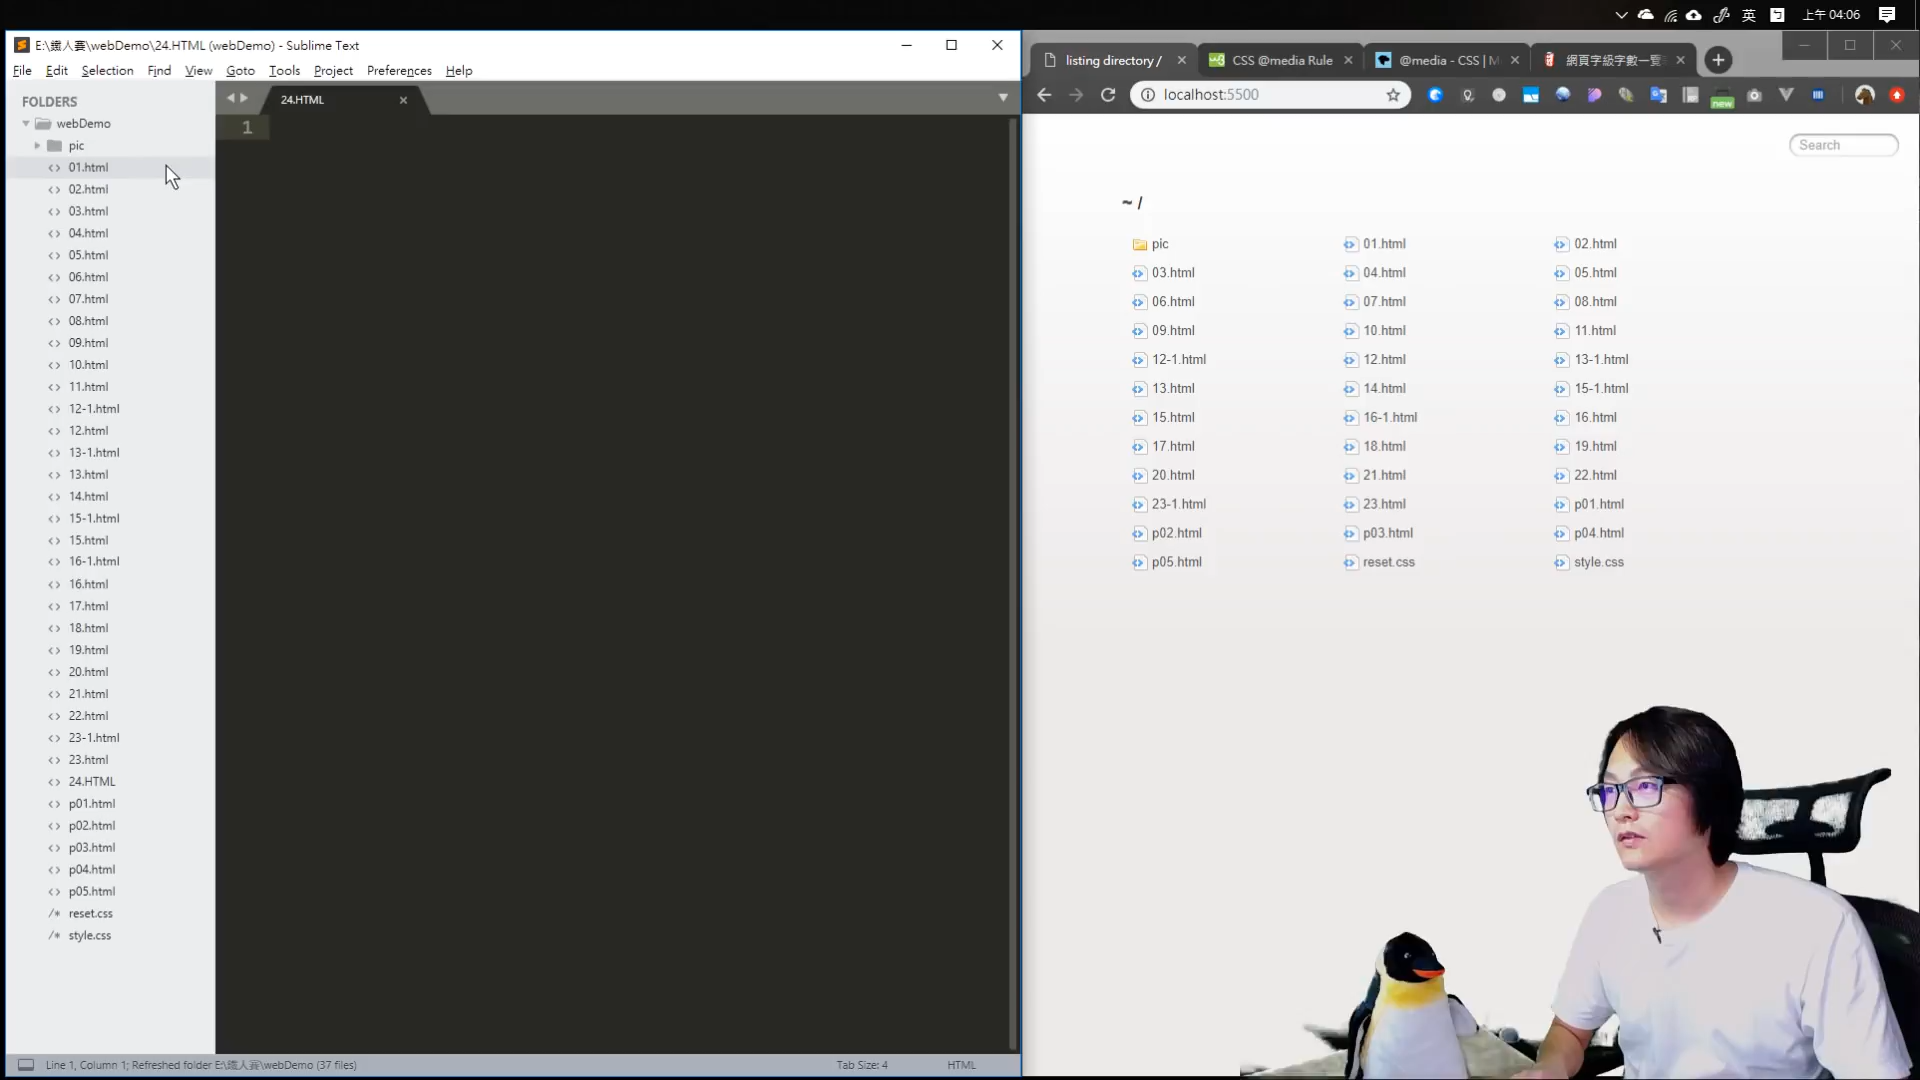 英
上午 04:06
E:\鐵人賽\webDemo\24.HTML (webDemo) - Sublime Text
File Edit Selection Find View Goto Tools Project Preferences Help
FOLDERS
webDemo
pic
01.html
02.html
03.html
04.html
05.html
06.html
07.html
08.html
09.html
10.html
11.html
12-1.html
12.html
13-1.html
13.html
14.html
15-1.html
15.html
16-1.html
16.html
17.html
18.html
19.html
20.html
21.html
22.html
23-1.html
23.html
24.HTML
p01.html
p02.html
p03.html
p04.html
p05.html
/* reset.css
/* style.css
24.HTML
1
Line 1, Column 1; Refreshed folder E:\鐵人賽\webDemo (37 files)
Tab Size: 4
HTML
listing directory /
CSS @media Rule
@media - CSS | M
網頁字級字數一覽
localhost:5500
new
Search
~ /
pic 01.html 02.html
03.html 04.html 05.html
06.html 07.html 08.html
09.html 10.html 11.html
12-1.html 12.html 13-1.html
13.html 14.html 15-1.html
15.html 16-1.html 16.html
17.html 18.html 19.html
20.html 21.html 22.html
23-1.html 23.html p01.html
p02.html p03.html p04.html
p05.html reset.css style.css